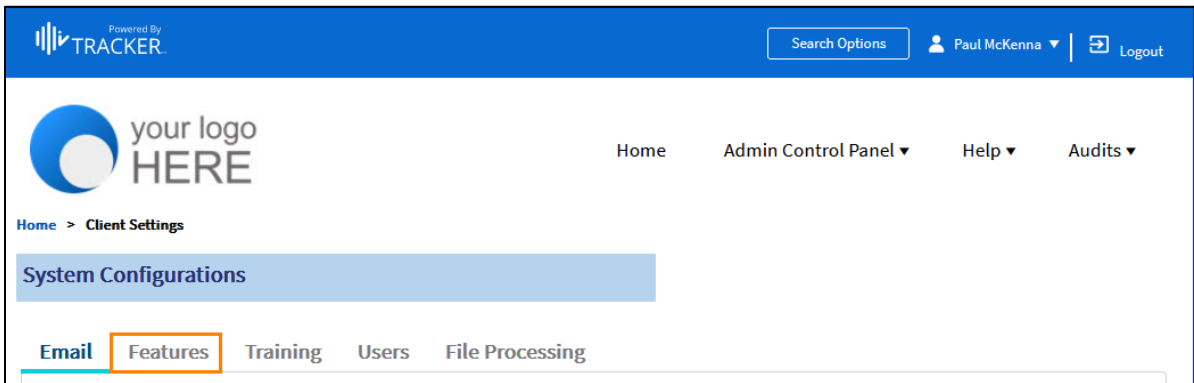 Powered By
TRACKER
Search Options
Paul McKenna ▼
Logout
your logo
HERE
Home Admin Control Panel ▼ Help ▼ Audits ▼
Home > Client Settings
System Configurations
Email Features Training Users File Processing